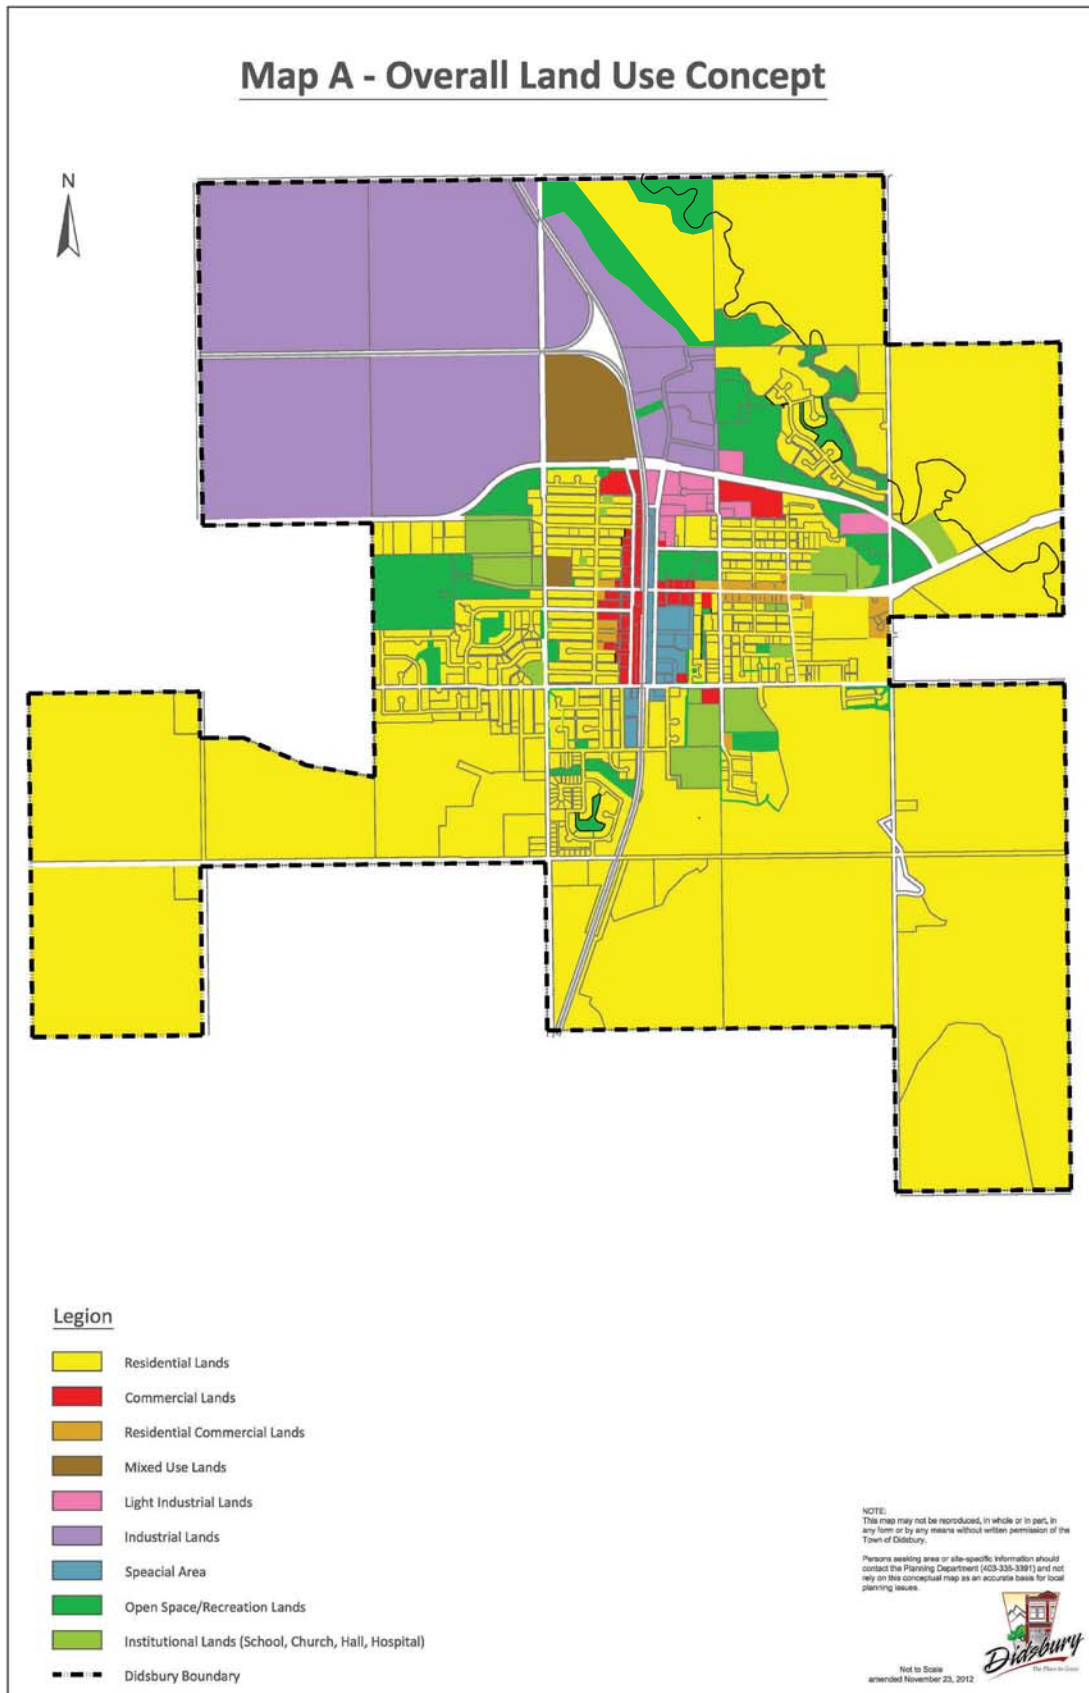 Map A - Overall Land Use Concept
N
Legion
Residential Lands
Commercial Lands
Residential Commercial Lands
Mixed Use Lands
Light Industrial Lands
Industrial Lands
Speacial Area
Open Space/Recreation Lands
Institutional Lands (School, Church, Hall, Hospital)
Didsbury Boundary
NOTE:
This map may not be reproduced, in whole or in part, in
any form or by any means without written permission of the
Town of Didsbury.
Persons seeking area or site-specific information should
contact the Planning Department (403-335-3391) and not
rely on this conceptual map as an accurate basis for local
planning issues.
Didsbury
The Place to Grow
Not to Scale
amended November 23, 2012